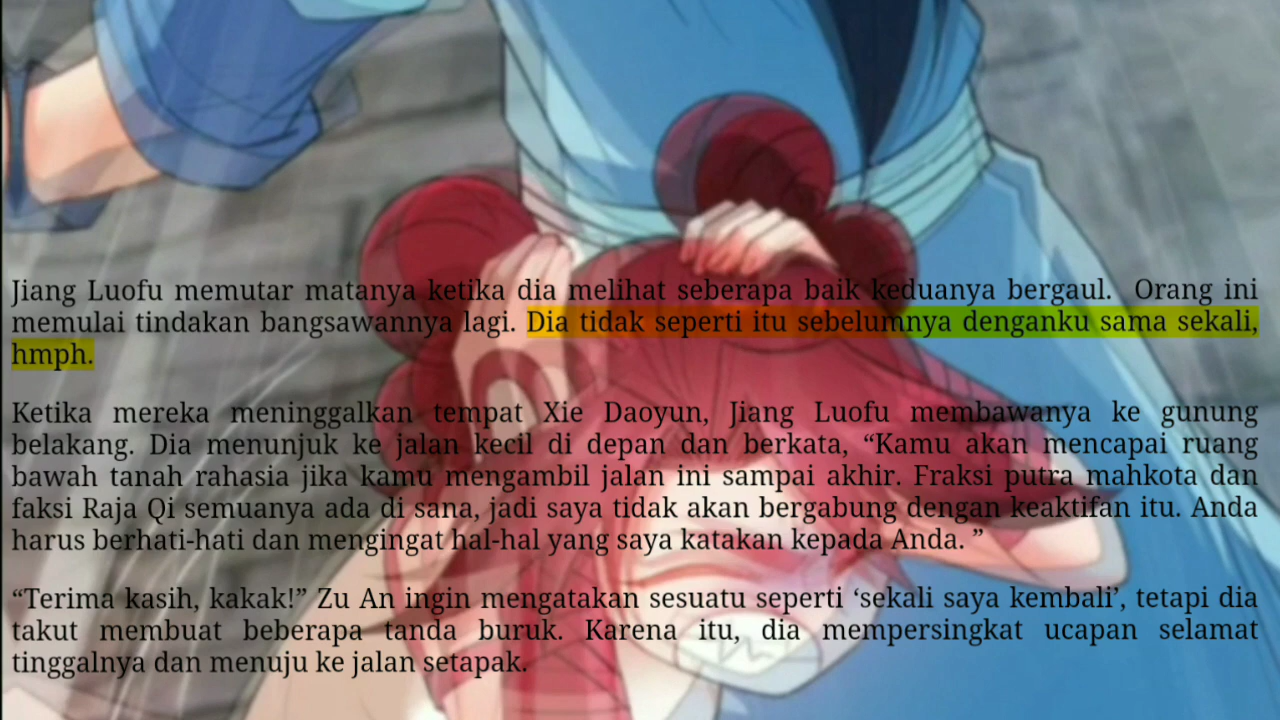 Jiang Luofu memutar matanya ketika dia melihat seberapa baik keduanya bergaul.  Orang ini
memulai tindakan bangsawannya lagi. Dia tidak seperti itu sebelumnya denganku sama sekali,
hmph.
Ketika mereka meninggalkan tempat Xie Daoyun, Jiang Luofu membawanya ke gunung
belakang. Dia menunjuk ke jalan kecil di depan dan berkata, “Kamu akan mencapai ruang
bawah tanah rahasia jika kamu mengambil jalan ini sampai akhir. Fraksi putra mahkota dan
faksi Raja Qi semuanya ada di sana, jadi saya tidak akan bergabung dengan keaktifan itu. Anda
harus berhati-hati dan mengingat hal-hal yang saya katakan kepada Anda. ”
“Terima kasih, kakak!” Zu An ingin mengatakan sesuatu seperti ‘sekali saya kembali’, tetapi dia
takut membuat beberapa tanda buruk. Karena itu, dia mempersingkat ucapan selamat
tinggalnya dan menuju ke jalan setapak.